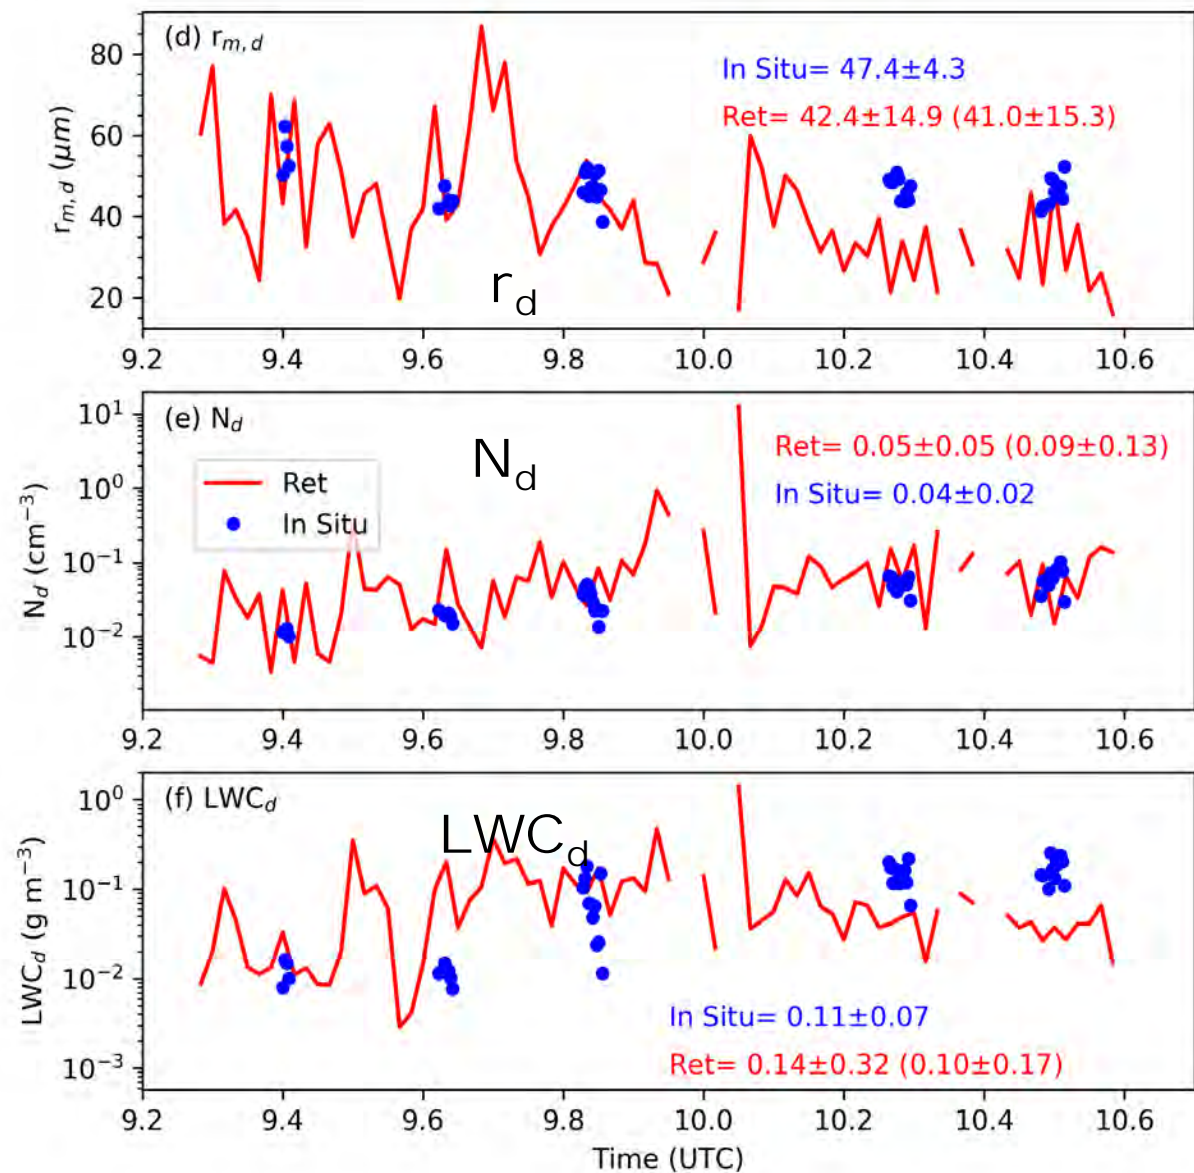 (d) r_{m, d}
In Situ= 47.4±4.3
Ret= 42.4±14.9 (41.0±15.3)
r_d
r_{m, d} (μm)
80
60
40
20
9.2 9.4 9.6 9.8 10.0 10.2 10.4 10.6
(e) N_d
N_d
Ret= 0.05±0.05 (0.09±0.13)
In Situ= 0.04±0.02
Ret
In Situ
N_d (cm^{−3})
10^1
10^0
10^{−1}
10^{−2}
9.2 9.4 9.6 9.8 10.0 10.2 10.4 10.6
(f) LWC_d
LWC_d
In Situ= 0.11±0.07
Ret= 0.14±0.32 (0.10±0.17)
LWC_d (g m^{−3})
10^0
10^{−1}
10^{−2}
10^{−3}
9.2 9.4 9.6 9.8 10.0 10.2 10.4 10.6
Time (UTC)